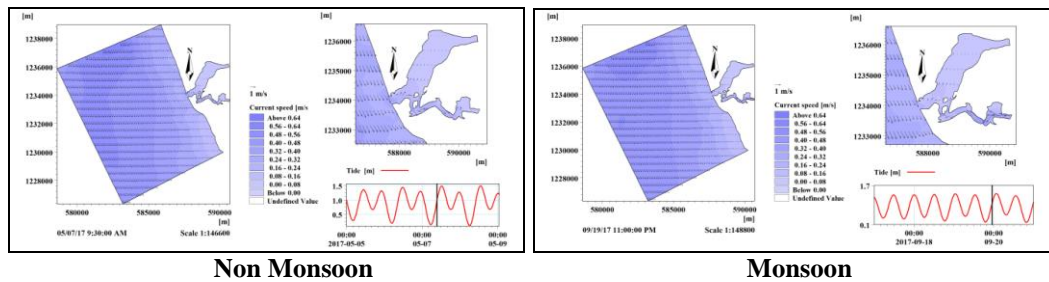 [m]
1238000
1236000
1234000
1232000
1230000
1228000
580000
585000
590000
[m]
05/07/17 9:30:00 AM
Scale 1:146600
N
1 m/s
Current speed [m/s]
Above 0.64
0.56 - 0.64
0.48 - 0.56
0.40 - 0.48
0.32 - 0.40
0.24 - 0.32
0.16 - 0.24
0.08 - 0.16
0.00 - 0.08
Below 0.00
Undefined Value
[m]
1236000
1235000
1234000
1233000
N
588000
590000
[m]
Tide [m]
1.5
1.0
0.5
00:00
2017-05-05
00:00
05-07
00:00
05-09
Non Monsoon
[m]
1238000
1236000
1234000
1232000
1230000
1228000
580000
585000
590000
[m]
09/19/17 11:00:00 PM
Scale 1:148800
N
1 m/s
Current speed [m/s]
Above 0.64
0.56 - 0.64
0.48 - 0.56
0.40 - 0.48
0.32 - 0.40
0.24 - 0.32
0.16 - 0.24
0.08 - 0.16
0.00 - 0.08
Below 0.00
Undefined Value
[m]
1236000
1235000
1234000
1233000
N
588000
590000
[m]
Tide [m]
1.7
0.1
00:00
2017-09-18
00:00
09-20
Monsoon